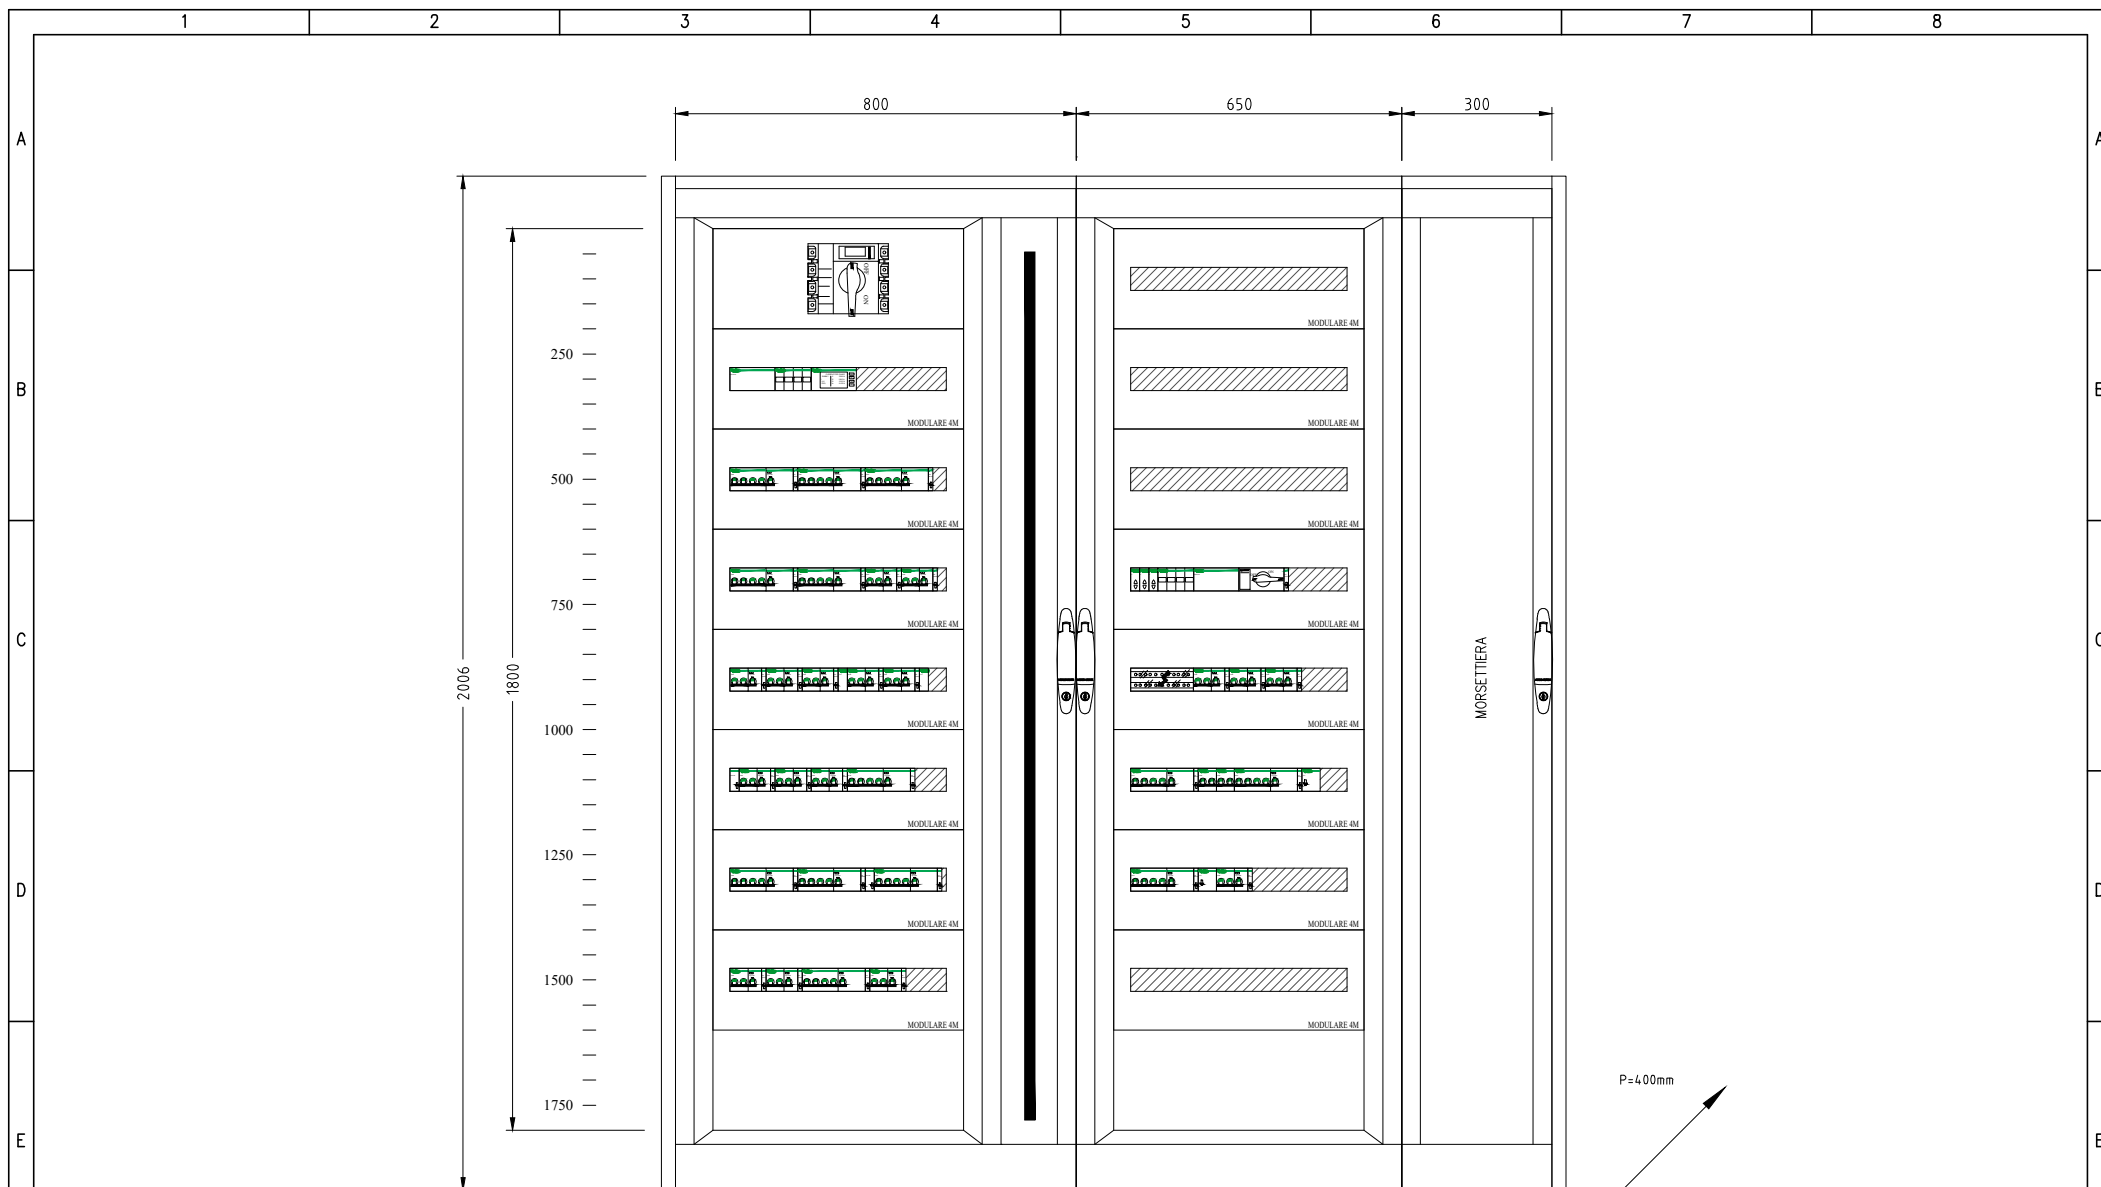 1 2 3 4 5 6 7 8
800 650 300
A A
OFF
ON
MODULARE 4M
250
B
MODULARE 4M MODULARE 4M
500
MODULARE 4M MODULARE 4M
750
MODULARE 4M MODULARE 4M
C
2006
1800
MORSETTIERA
MODULARE 4M MODULARE 4M
1000
MODULARE 4M MODULARE 4M
1250
D
MODULARE 4M MODULARE 4M
1500
MODULARE 4M MODULARE 4M
P=400mm
1750
E